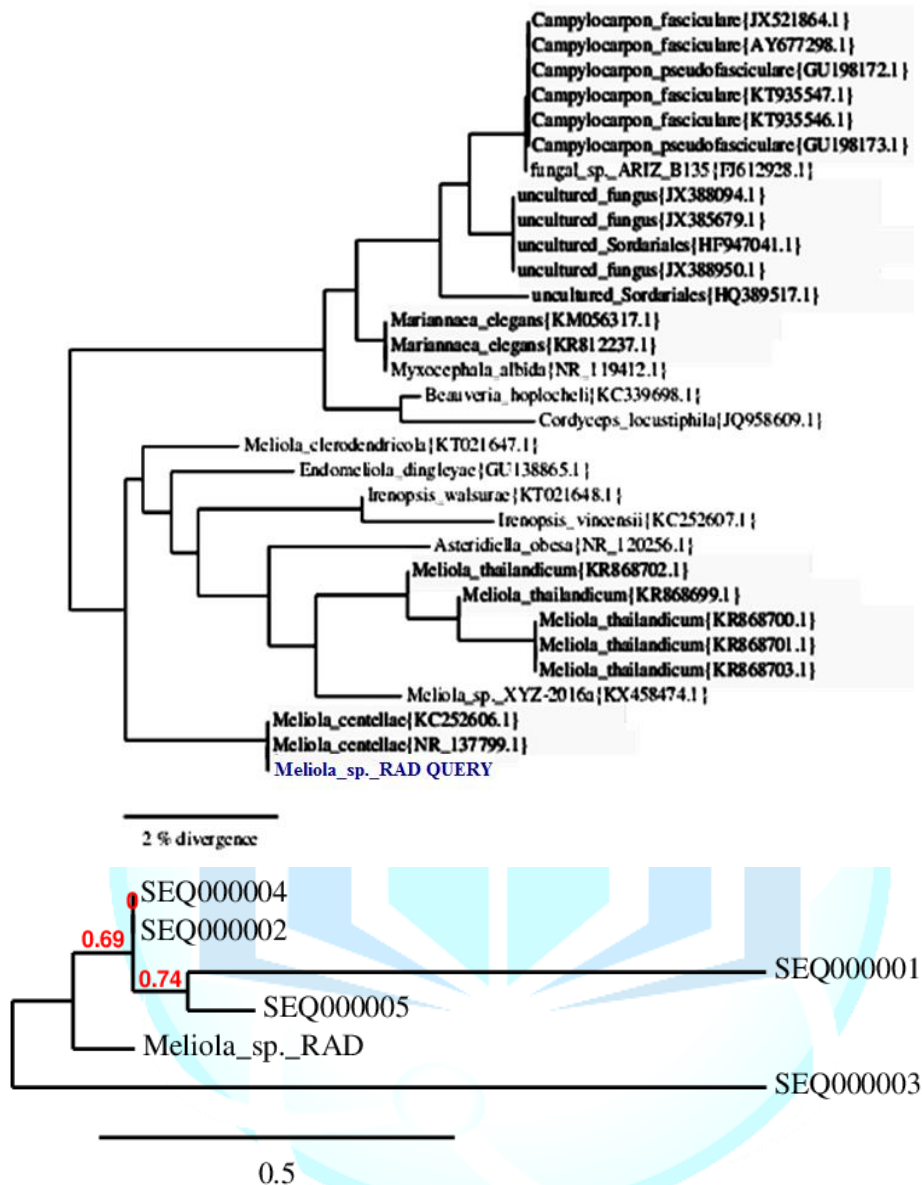 Campylocarpon_fasciculare{JX521864.1}
Campylocarpon_fasciculare{AY677298.1}
Campylocarpon_pseudofasciculare{GU198172.1}
Campylocarpon_fasciculare{KT935547.1}
Campylocarpon_fasciculare{KT935546.1}
Campylocarpon_pseudofasciculare{GU198173.1}
fungal_sp._ARIZ_B135{FJ612928.1}
uncultured_fungus{JX388094.1}
uncultured_fungus{JX385679.1}
uncultured_Sordariales{HF947041.1}
uncultured_fungus{JX388950.1}
uncultured_Sordariales{HQ389517.1}
Mariannaea_elegans{KM056317.1}
Mariannaea_elegans{KR812237.1}
Myxocephala_albida{NR_119412.1}
Beauveria_hoplocheli{KC339698.1}
Cordyceps_locustiphila{JQ958609.1}
Meliola_clerodendricola{KT021647.1}
Endomeliola_dingleyae{GU138865.1}
Irenopsis_walsurae{KT021648.1}
Irenopsis_vincensii{KC252607.1}
Asteridiella_obesa{NR_120256.1}
Meliola_thailandicum{KR868702.1}
Meliola_thailandicum{KR868699.1}
Meliola_thailandicum{KR868700.1}
Meliola_thailandicum{KR868701.1}
Meliola_thailandicum{KR868703.1}
Meliola_sp._XYZ-2016a{KX458474.1}
Meliola_centellae{KC252606.1}
Meliola_centellae{NR_137799.1}
Meliola_sp._RAD QUERY
2 % divergence
0 SEQ000004
0.69 SEQ000002
0.74 SEQ000001
SEQ000005
Meliola_sp._RAD
SEQ000003
0.5